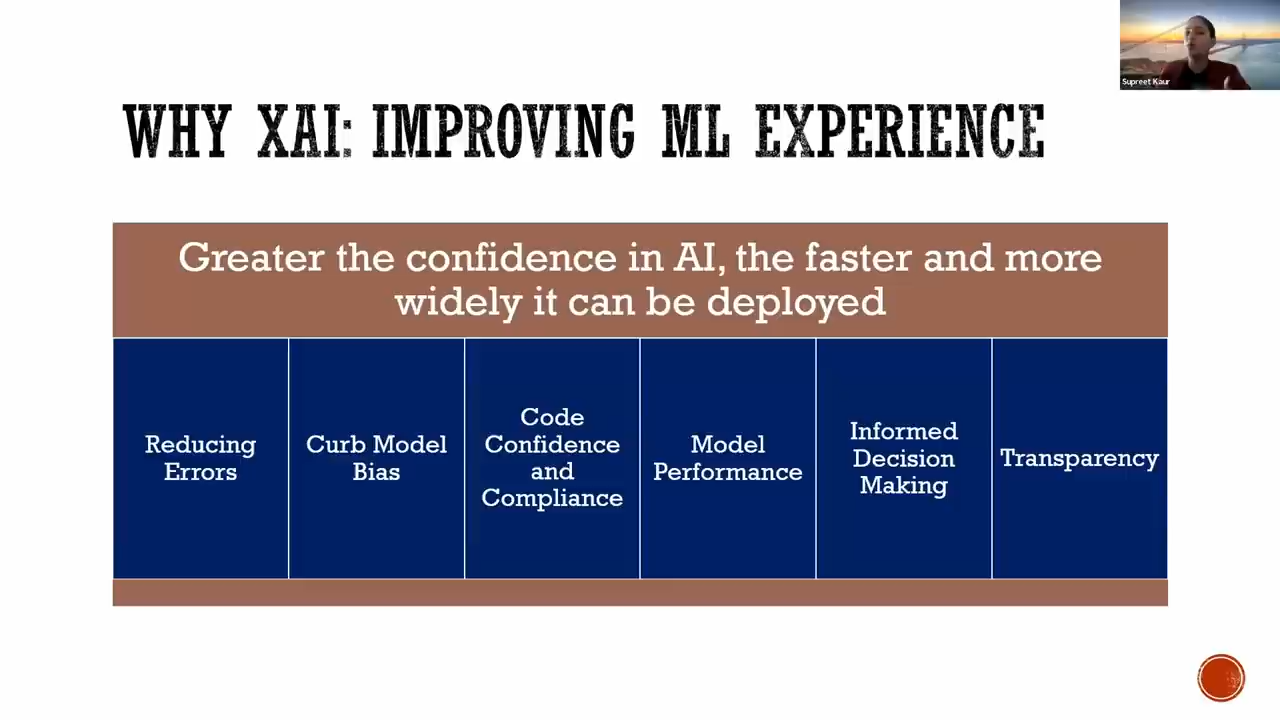 Supreet Kaur
WHY XAI: IMPROVING ML EXPERIENCE
Greater the confidence in AI, the faster and more
widely it can be deployed
Reducing
Errors
Curb Model
Bias
Code
Confidence
and
Compliance
Model
Performance
Informed
Decision
Making
Transparency